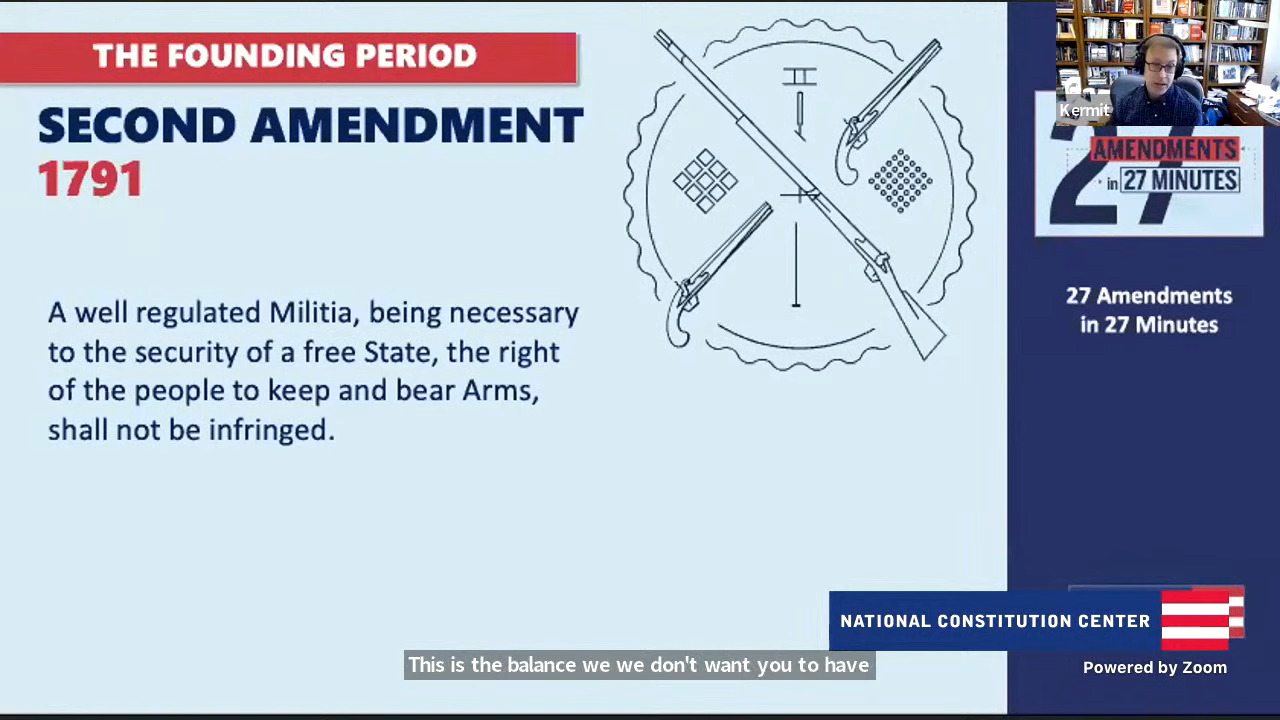 THE FOUNDING PERIOD
SECOND AMENDMENT
1791
II
A well regulated Militia, being necessary
to the security of a free State, the right
of the people to keep and bear Arms,
shall not be infringed.
Kermit
27
AMENDMENTS
in 27 MINUTES
27 Amendments
in 27 Minutes
NATIONAL CONSTITUTION CENTER
This is the balance we we don't want you to have
Powered by Zoom